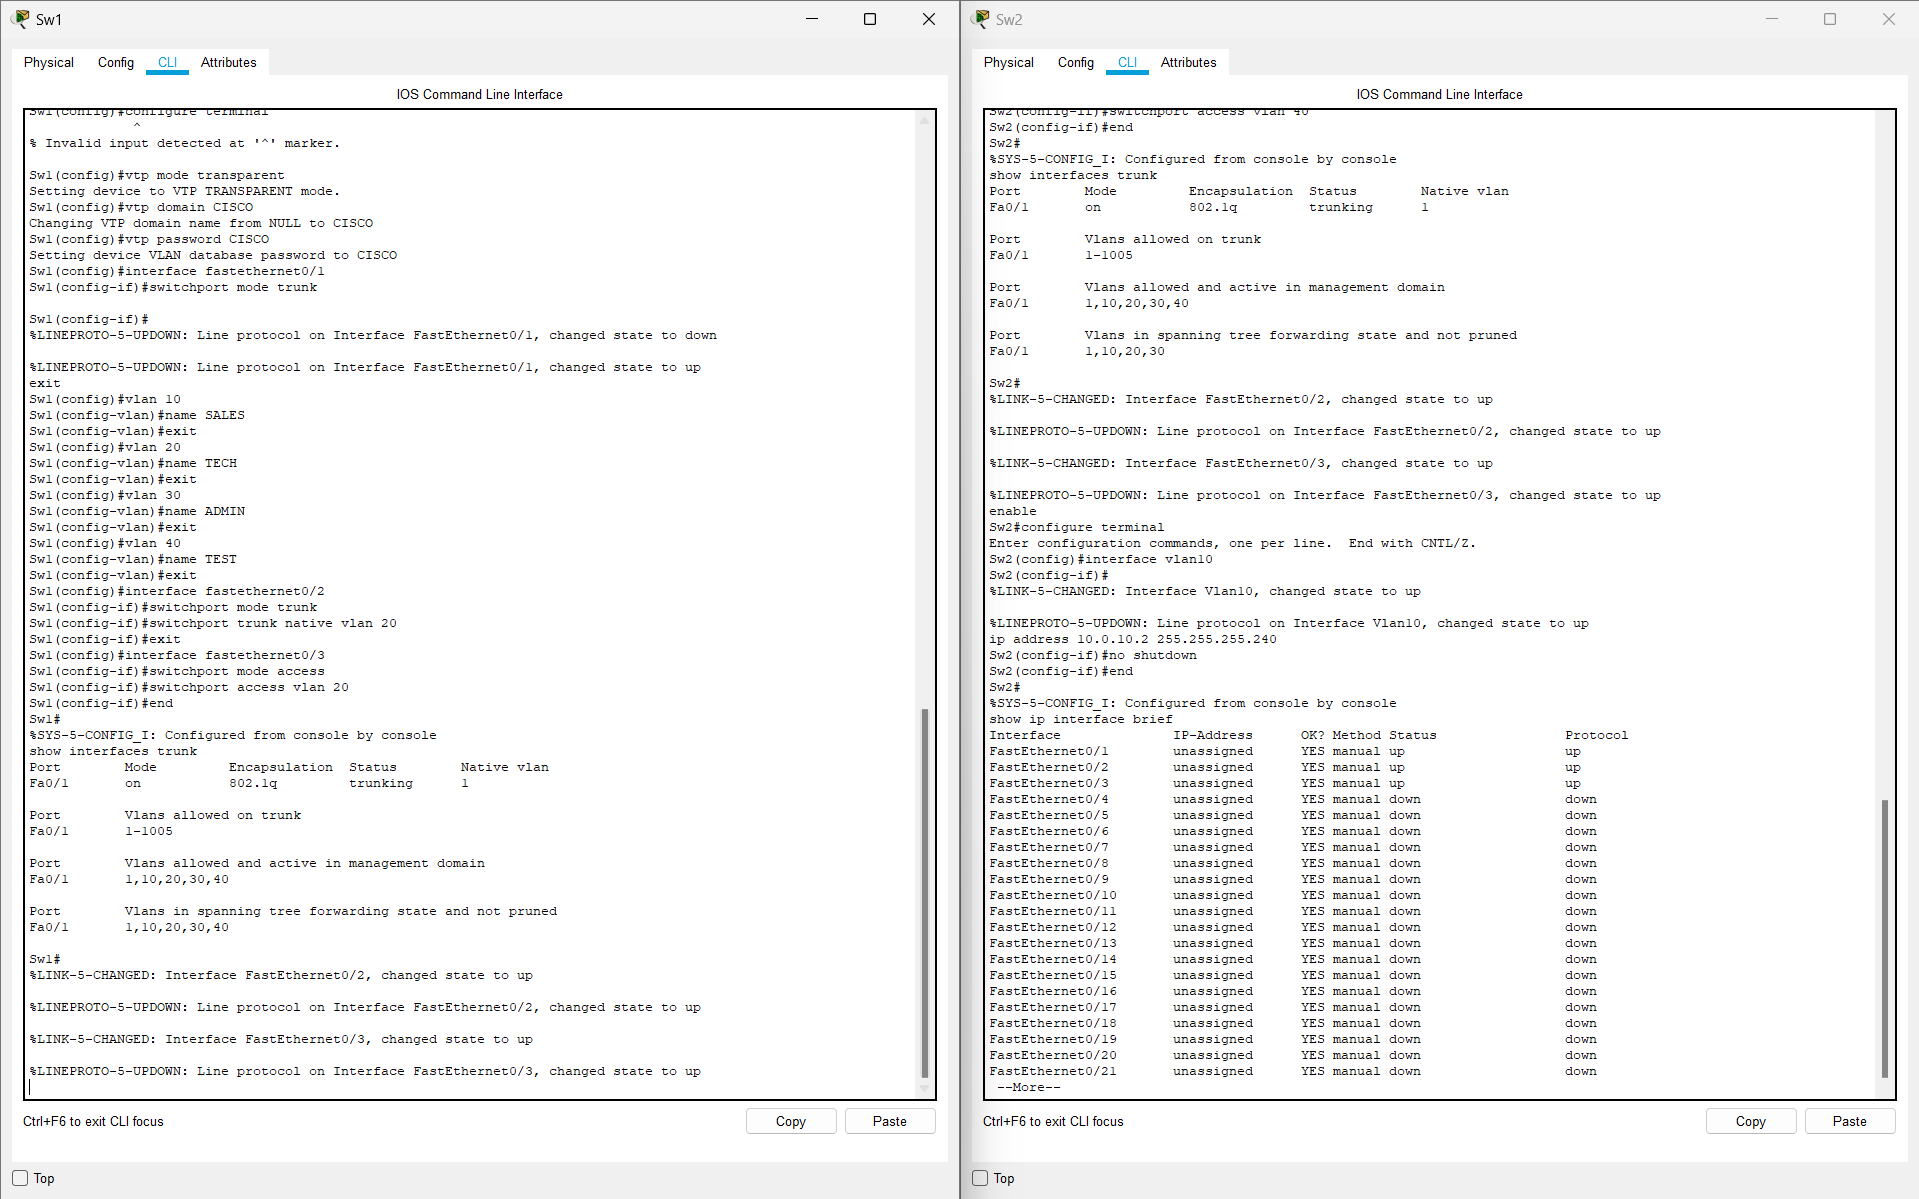 Sw1
Physical Config CLI Attributes
IOS Command Line Interface
Sw1(config)#configure terminal
^
% Invalid input detected at '^' marker.
Sw1(config)#vtp mode transparent
Setting device to VTP TRANSPARENT mode.
Sw1(config)#vtp domain CISCO
Changing VTP domain name from NULL to CISCO
Sw1(config)#vtp password CISCO
Setting device VLAN database password to CISCO
Sw1(config)#interface fastethernet0/1
Sw1(config-if)#switchport mode trunk
Sw1(config-if)#
%LINEPROTO-5-UPDOWN: Line protocol on Interface FastEthernet0/1, changed state to down
%LINEPROTO-5-UPDOWN: Line protocol on Interface FastEthernet0/1, changed state to up
exit
Sw1(config)#vlan 10
Sw1(config-vlan)#name SALES
Sw1(config-vlan)#exit
Sw1(config)#vlan 20
Sw1(config-vlan)#name TECH
Sw1(config-vlan)#exit
Sw1(config)#vlan 30
Sw1(config-vlan)#name ADMIN
Sw1(config-vlan)#exit
Sw1(config)#vlan 40
Sw1(config-vlan)#name TEST
Sw1(config-vlan)#exit
Sw1(config)#interface fastethernet0/2
Sw1(config-if)#switchport mode trunk
Sw1(config-if)#switchport trunk native vlan 20
Sw1(config-if)#exit
Sw1(config)#interface fastethernet0/3
Sw1(config-if)#switchport mode access
Sw1(config-if)#switchport access vlan 20
Sw1(config-if)#end
Sw1#
%SYS-5-CONFIG_I: Configured from console by console
show interfaces trunk
Port Mode Encapsulation Status Native vlan
Fa0/1 on 802.1q trunking 1
Port Vlans allowed on trunk
Fa0/1 1-1005
Port Vlans allowed and active in management domain
Fa0/1 1,10,20,30,40
Port Vlans in spanning tree forwarding state and not pruned
Fa0/1 1,10,20,30,40
Sw1#
%LINK-5-CHANGED: Interface FastEthernet0/2, changed state to up
%LINEPROTO-5-UPDOWN: Line protocol on Interface FastEthernet0/2, changed state to up
%LINK-5-CHANGED: Interface FastEthernet0/3, changed state to up
%LINEPROTO-5-UPDOWN: Line protocol on Interface FastEthernet0/3, changed state to up
Ctrl+F6 to exit CLI focus
Copy Paste
Top
Sw2
Physical Config CLI Attributes
IOS Command Line Interface
Sw2(config-if)#switchport access vlan 40
Sw2(config-if)#end
Sw2#
%SYS-5-CONFIG_I: Configured from console by console
show interfaces trunk
Port Mode Encapsulation Status Native vlan
Fa0/1 on 802.1q trunking 1
Port Vlans allowed on trunk
Fa0/1 1-1005
Port Vlans allowed and active in management domain
Fa0/1 1,10,20,30,40
Port Vlans in spanning tree forwarding state and not pruned
Fa0/1 1,10,20,30
Sw2#
%LINK-5-CHANGED: Interface FastEthernet0/2, changed state to up
%LINEPROTO-5-UPDOWN: Line protocol on Interface FastEthernet0/2, changed state to up
%LINK-5-CHANGED: Interface FastEthernet0/3, changed state to up
%LINEPROTO-5-UPDOWN: Line protocol on Interface FastEthernet0/3, changed state to up
enable
Sw2#configure terminal
Enter configuration commands, one per line. End with CNTL/Z.
Sw2(config)#interface vlan10
Sw2(config-if)#
%LINK-5-CHANGED: Interface Vlan10, changed state to up
%LINEPROTO-5-UPDOWN: Line protocol on Interface Vlan10, changed state to up
ip address 10.0.10.2 255.255.255.240
Sw2(config-if)#no shutdown
Sw2(config-if)#end
Sw2#
%SYS-5-CONFIG_I: Configured from console by console
show ip interface brief
Interface IP-Address OK? Method Status Protocol
FastEthernet0/1 unassigned YES manual up up
FastEthernet0/2 unassigned YES manual up up
FastEthernet0/3 unassigned YES manual up up
FastEthernet0/4 unassigned YES manual down down
FastEthernet0/5 unassigned YES manual down down
FastEthernet0/6 unassigned YES manual down down
FastEthernet0/7 unassigned YES manual down down
FastEthernet0/8 unassigned YES manual down down
FastEthernet0/9 unassigned YES manual down down
FastEthernet0/10 unassigned YES manual down down
FastEthernet0/11 unassigned YES manual down down
FastEthernet0/12 unassigned YES manual down down
FastEthernet0/13 unassigned YES manual down down
FastEthernet0/14 unassigned YES manual down down
FastEthernet0/15 unassigned YES manual down down
FastEthernet0/16 unassigned YES manual down down
FastEthernet0/17 unassigned YES manual down down
FastEthernet0/18 unassigned YES manual down down
FastEthernet0/19 unassigned YES manual down down
FastEthernet0/20 unassigned YES manual down down
FastEthernet0/21 unassigned YES manual down down
--More--
Ctrl+F6 to exit CLI focus
Copy Paste
Top